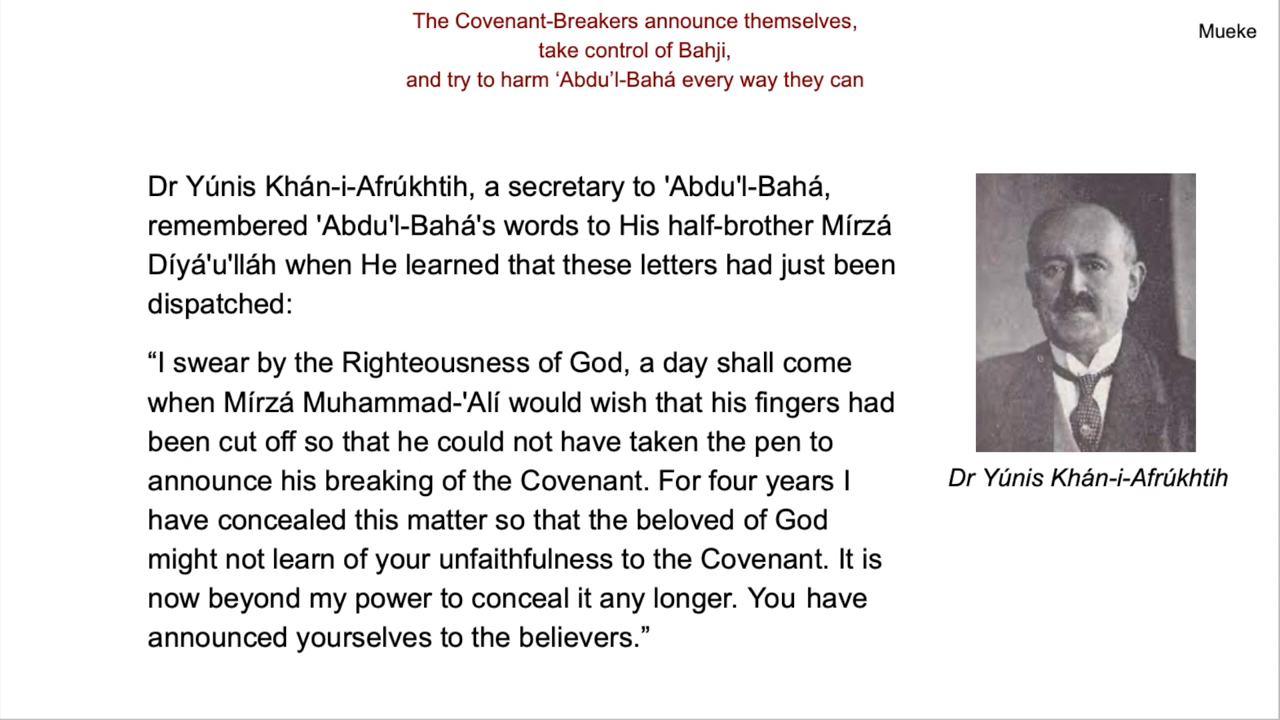 The Covenant-Breakers announce themselves,
take control of Bahji,
and try to harm ‘Abdu’l-Bahá every way they can
Mueke
Dr Yúnis Khán-i-Afrúkhtih, a secretary to 'Abdu'l-Bahá,
remembered 'Abdu'l-Bahá's words to His half-brother Mírzá
Díyá'u'lláh when He learned that these letters had just been
dispatched:
“I swear by the Righteousness of God, a day shall come
when Mírzá Muhammad-'Alí would wish that his fingers had
been cut off so that he could not have taken the pen to
announce his breaking of the Covenant. For four years I
have concealed this matter so that the beloved of God
might not learn of your unfaithfulness to the Covenant. It is
now beyond my power to conceal it any longer. You have
announced yourselves to the believers.”
Dr Yúnis Khán-i-Afrúkhtih